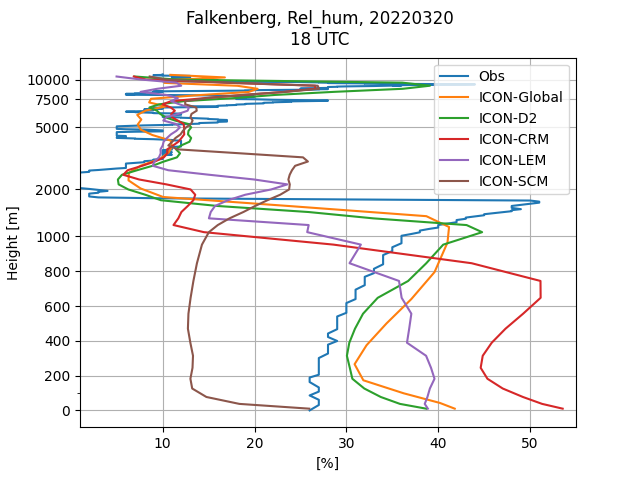 Falkenberg, Rel_hum, 20220320
18 UTC
Obs
ICON-Global
ICON-D2
ICON-CRM
ICON-LEM
ICON-SCM
Height [m]
10000
7500
5000
2000
1000
800
600
400
200
0
10
20
30
40
50
[%]